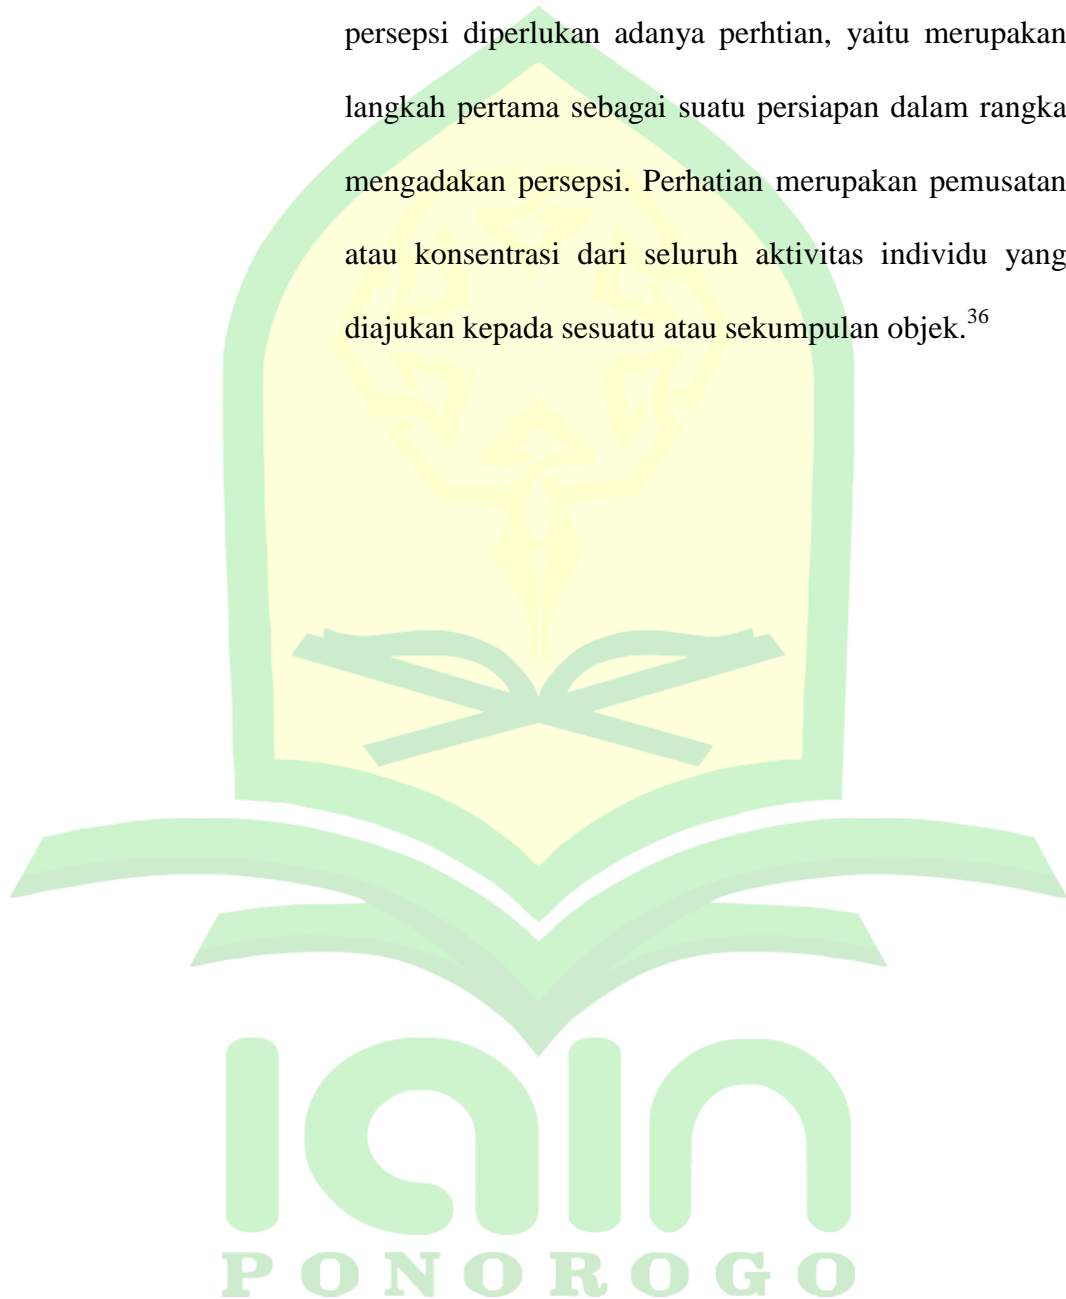 persepsi diperlukan adanya perhtian, yaitu merupakan
langkah pertama sebagai suatu persiapan dalam rangka
mengadakan persepsi. Perhatian merupakan pemusatan
atau konsentrasi dari seluruh aktivitas individu yang
diajukan kepada sesuatu atau sekumpulan objek.36
iain
PONOROGO